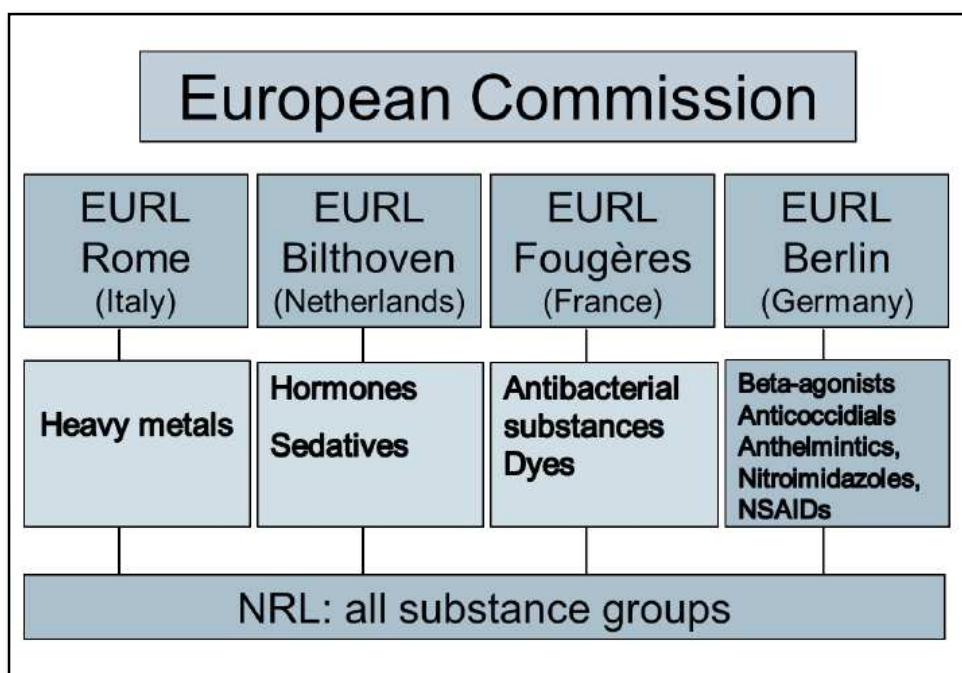 European Commission
EURL
Rome
(Italy)
EURL
Bilthoven
(Netherlands)
EURL
Fougères
(France)
EURL
Berlin
(Germany)
Heavy metals
Hormones
Sedatives
Antibacterial
substances
Dyes
Beta-agonists
Anticoccidials
Anthelmintics,
Nitroimidazoles,
NSAIDs
NRL: all substance groups